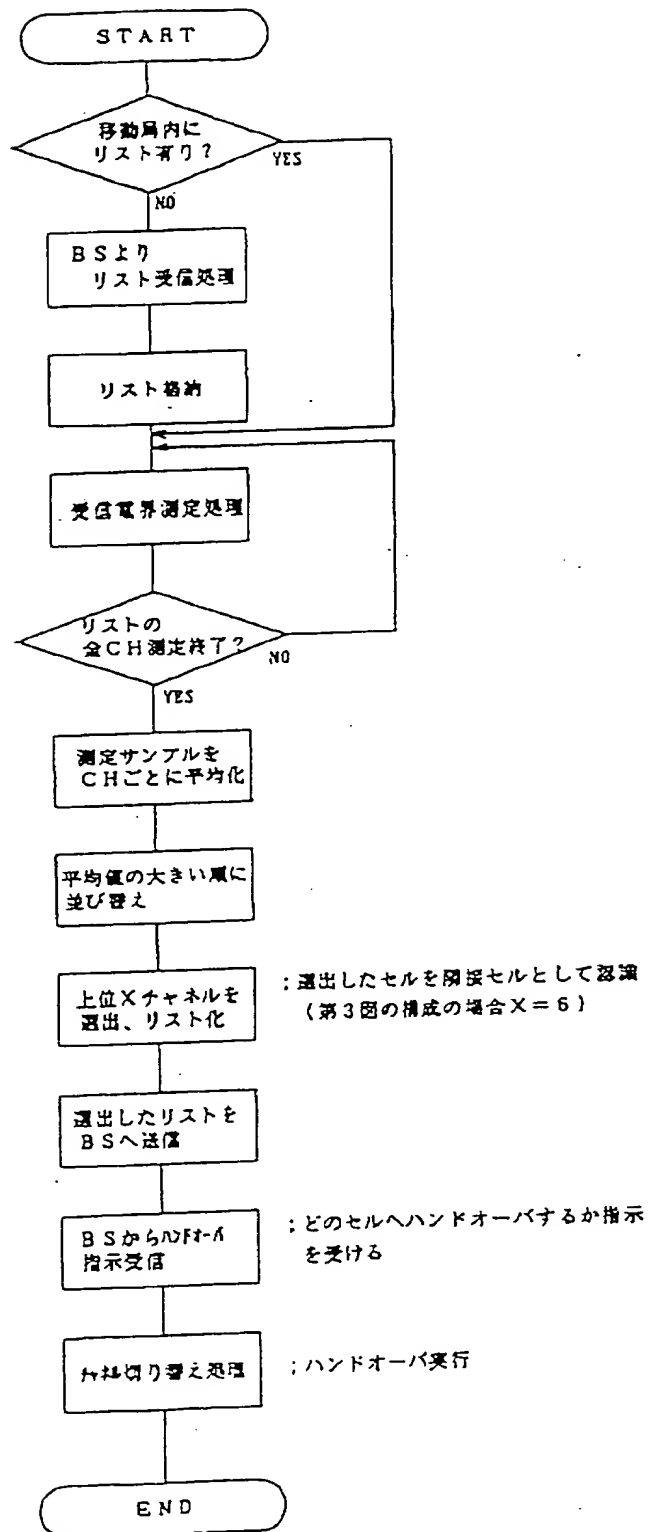 START
移動局内に
リスト有り?
YES
NO
BSより
リスト受信処理
リスト格納
受信電界測定処理
リストの
全CH測定終了?
NO
YES
測定サンプルを
CHごとに平均化
平均値の大きい順に
並び替え
上位Xチャネルを
選出、リスト化
;選出したセルを隣接セルとして認識
(第3図の構成の場合X=6)
選出したリストを
BSへ送信
BSからハンドオーバ
指示受信
;どのセルへハンドオーバするか指示
を受ける
チャネル切り替え処理
;ハンドオーバ実行
END